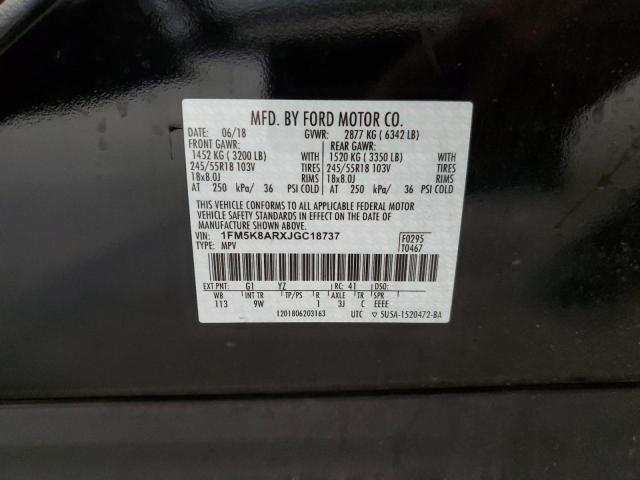 MFD. BY FORD MOTOR CO.
DATE: 06/18 GVWR: 2877 KG ( 6342 LB)
FRONT GAWR: REAR GAWR:
1452 KG ( 3200 LB) WITH 1520 KG ( 3350 LB) WITH
245/55R18 103V TIRES 245/55R18 103V TIRES
18x8.0J RIMS 18x8.0J RIMS
AT 250 kPa/ 36 PSI COLD AT 250 kPa/ 36 PSI COLD
THIS VEHICLE CONFORMS TO ALL APPLICABLE FEDERAL MOTOR
VEHICLE SAFETY STANDARDS IN EFFECT ON THE DATE OF
MANUFACTURE SHOWN ABOVE.
VIN: 1FM5K8ARXJGC18737 F0295
TYPE: MPV T0467
EXT PNT: G1 YZ RC: 41 DSO:
WB INT TR TP/PS R AXLE TR SPR
113 9W 1 3J C EEEE
1201806203163 UTC ▽ 5U5A-1520472-BA